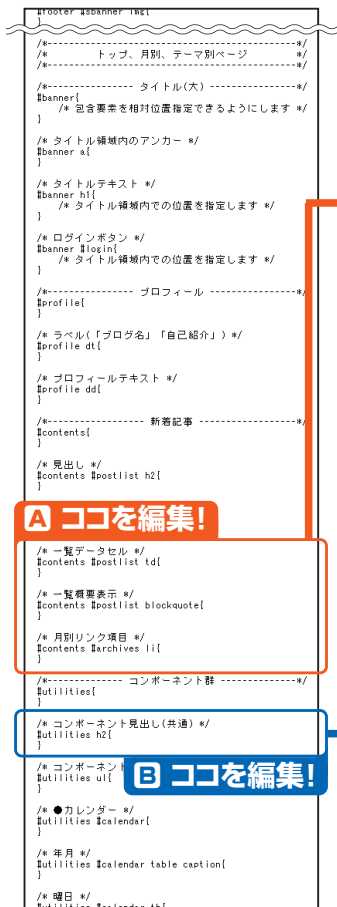 #footer #sbanner img{
}
/*--------------------------------------------*/
/*　　　　トップ、月別、テーマ別ページ　　　　*/
/*--------------------------------------------*/
/*--------------- タイトル(大) ---------------*/
#banner{
/* 包含要素を相対位置指定できるようにします */
}
/* タイトル領域内のアンカー */
#banner a{
}
/* タイトルテキスト */
#banner h1{
/* タイトル領域内での位置を指定します */
}
/* ログインボタン */
#banner #login{
/* タイトル領域内での位置を指定します */
}
/*--------------- プロフィール ---------------*/
#profile{
}
/* ラベル(「ブログ名」「自己紹介」) */
#profile dt{
}
/* プロフィールテキスト */
#profile dd{
}
/*----------------- 新着記事 -----------------*/
#contents{
}
/* 見出し */
#contents #postlist h2{
}
A ココを編集!
/* 一覧データセル */
#contents #postlist td{
}
/* 一覧概要表示 */
#contents #postlist blockquote{
}
/* 月別リンク項目 */
#contents #archives li{
}
/*------------- コンポーネント群 -------------*/
#utilities{
}
/* コンポーネント見出し(共通) */
#utilities h2{
}
/* コンポーネント
#utilities ul{
}
B ココを編集!
/* ●カレンダー */
#utilities #calendar{
}
/* 年月 */
#utilities #calendar table caption{
}
/* 曜日 */
#utilities #calendar th{